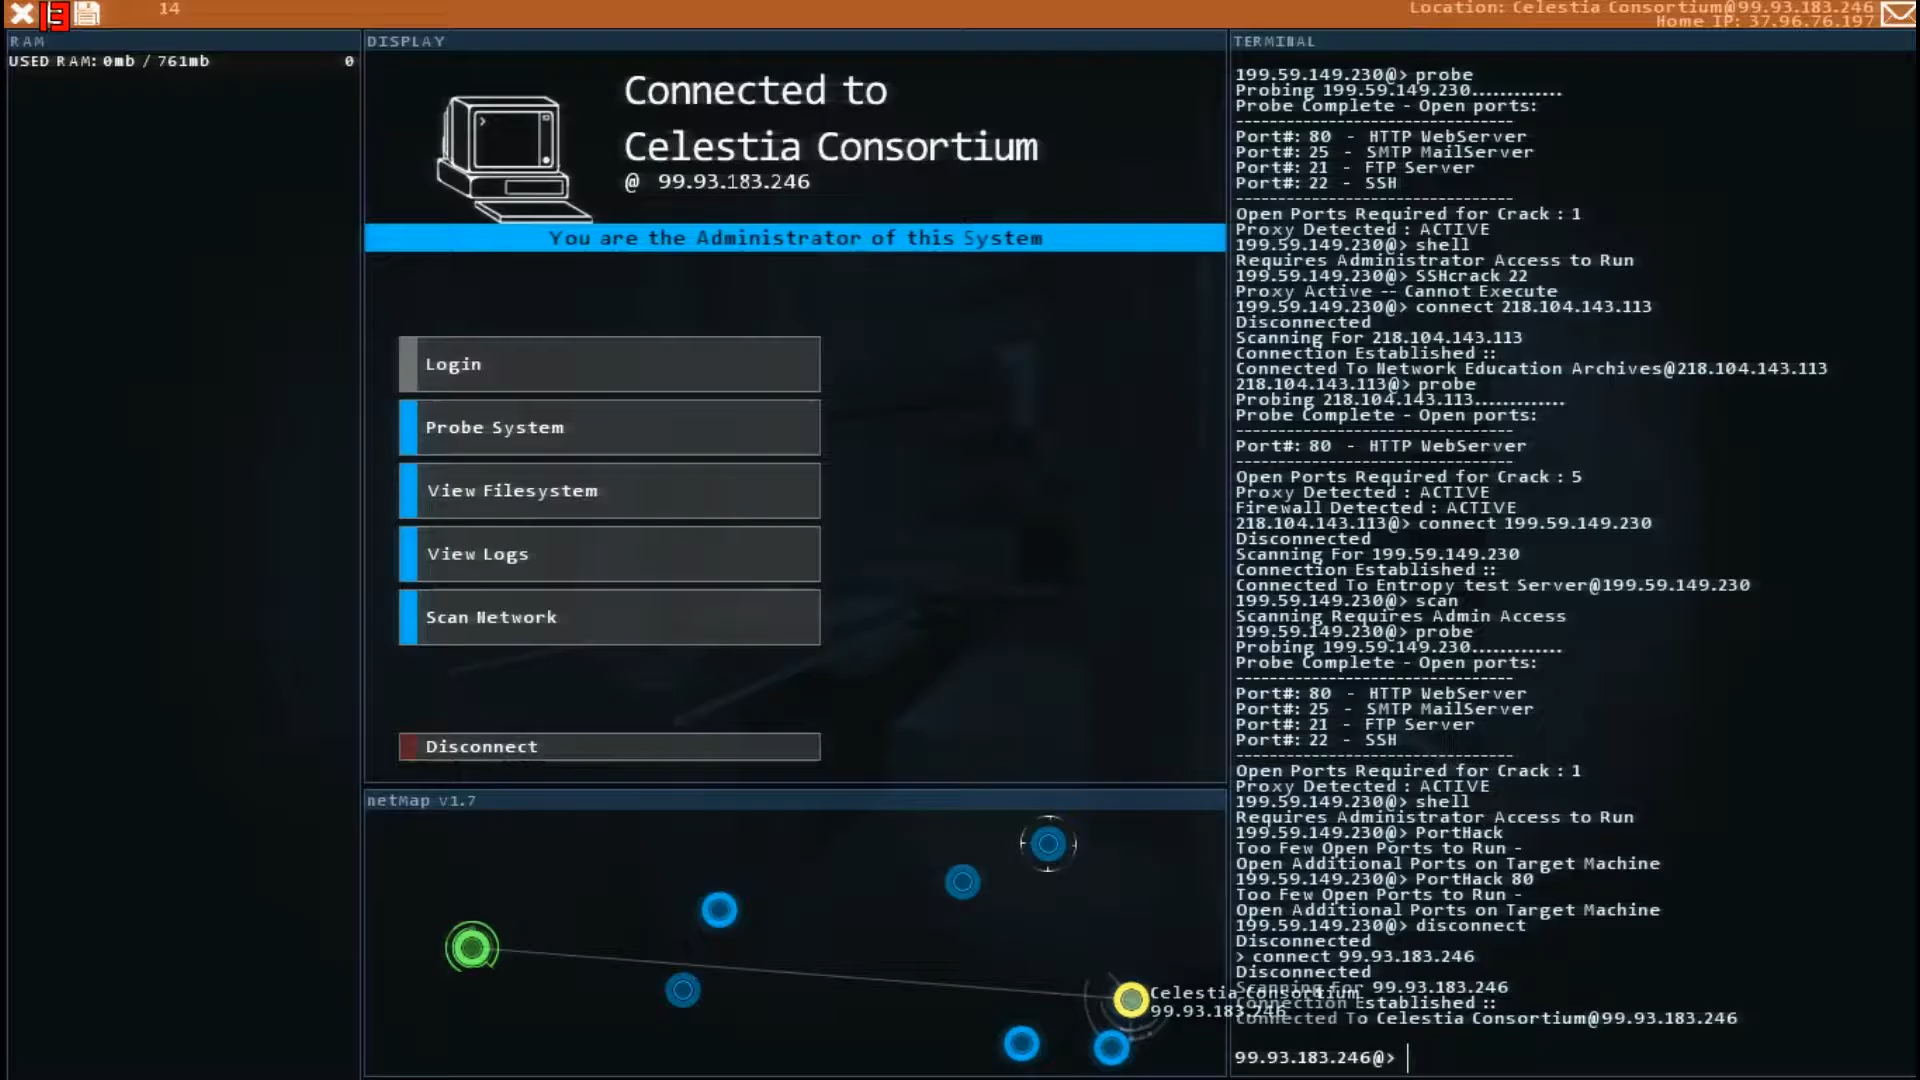 14
Location: Celestia Consortium@99.93.183.246
Home IP: 37.96.76.197
RAM
USED RAM: 0mb / 761mb 0
DISPLAY
Connected to
Celestia Consortium
@ 99.93.183.246
You are the Administrator of this System
Login
Probe System
View Filesystem
View Logs
Scan Network
Disconnect
netMap v1.7
Celestia Consortium
99.93.183.246
TERMINAL
199.59.149.230@> probe
Probing 199.59.149.230.............
Probe Complete - Open ports:
---------------------------------
Port#: 80 - HTTP WebServer
Port#: 25 - SMTP MailServer
Port#: 21 - FTP Server
Port#: 22 - SSH
---------------------------------
Open Ports Required for Crack : 1
Proxy Detected : ACTIVE
199.59.149.230@> shell
Requires Administrator Access to Run
199.59.149.230@> SSHcrack 22
Proxy Active -- Cannot Execute
199.59.149.230@> connect 218.104.143.113
Disconnected
Scanning For 218.104.143.113
Connection Established ::
Connected To Network Education Archives@218.104.143.113
218.104.143.113@> probe
Probing 218.104.143.113.............
Probe Complete - Open ports:
---------------------------------
Port#: 80 - HTTP WebServer
---------------------------------
Open Ports Required for Crack : 5
Proxy Detected : ACTIVE
Firewall Detected : ACTIVE
218.104.143.113@> connect 199.59.149.230
Disconnected
Scanning For 199.59.149.230
Connection Established ::
Connected To Entropy test Server@199.59.149.230
199.59.149.230@> scan
Scanning Requires Admin Access
199.59.149.230@> probe
Probing 199.59.149.230.............
Probe Complete - Open ports:
---------------------------------
Port#: 80 - HTTP WebServer
Port#: 25 - SMTP MailServer
Port#: 21 - FTP Server
Port#: 22 - SSH
---------------------------------
Open Ports Required for Crack : 1
Proxy Detected : ACTIVE
199.59.149.230@> shell
Requires Administrator Access to Run
199.59.149.230@> PortHack
Too Few Open Ports to Run -
Open Additional Ports on Target Machine
199.59.149.230@> PortHack 80
Too Few Open Ports to Run -
Open Additional Ports on Target Machine
199.59.149.230@> disconnect
Disconnected
> connect 99.93.183.246
Disconnected
Scanning For 99.93.183.246
Connection Established ::
Connected To Celestia Consortium@99.93.183.246
99.93.183.246@>